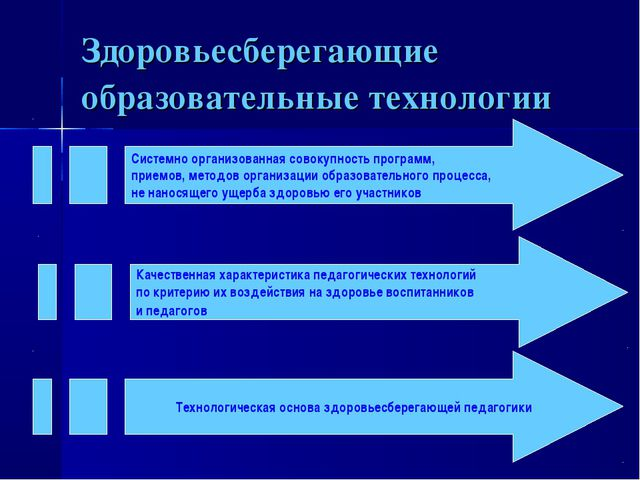 Здоровьесберегающие
образовательные технологии
Системно организованная совокупность программ,
приемов, методов организации образовательного процесса,
не наносящего ущерба здоровью его участников
Качественная характеристика педагогических технологий
по критерию их воздействия на здоровье воспитанников
и педагогов
Технологическая основа здоровьесберегающей педагогики